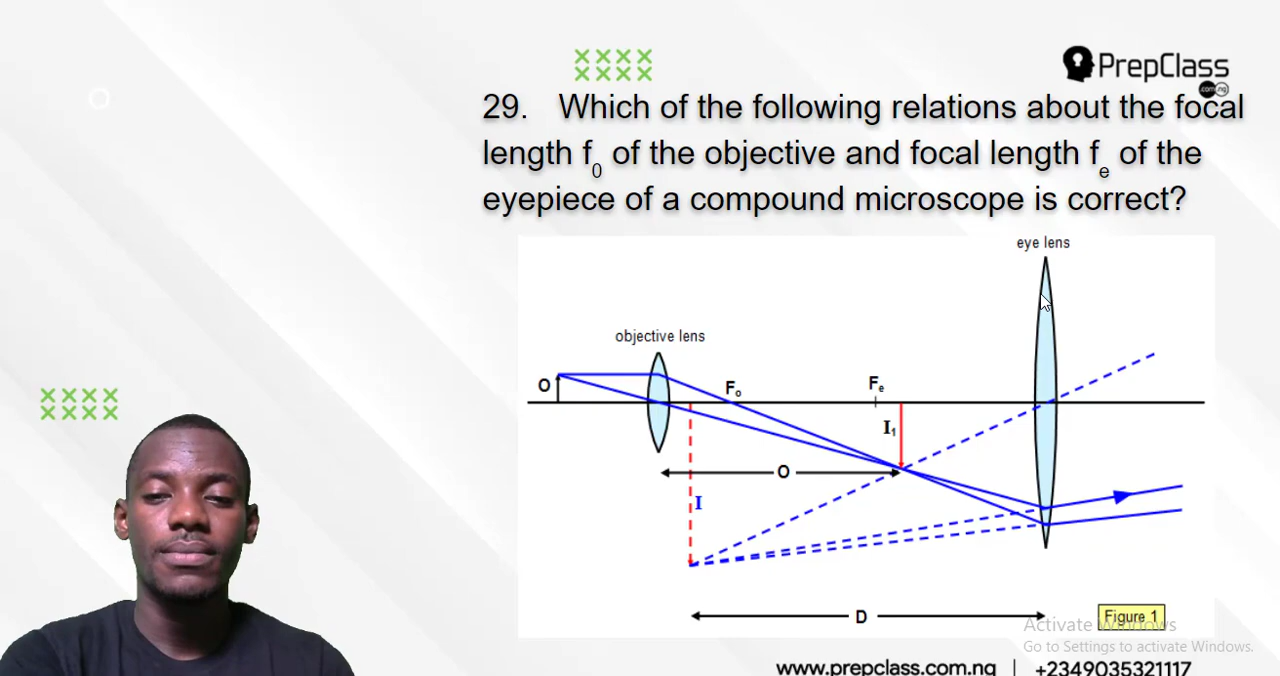 PrepClass
.com.ng
29. Which of the following relations about the focal
length f0 of the objective and focal length fe of the
eyepiece of a compound microscope is correct?
eye lens
objective lens
O
Fo
Fe
I1
O
I
D
Figure 1
Activate Windows
Go to Settings to activate Windows.
www.prepclass.com.ng | +2349035321117